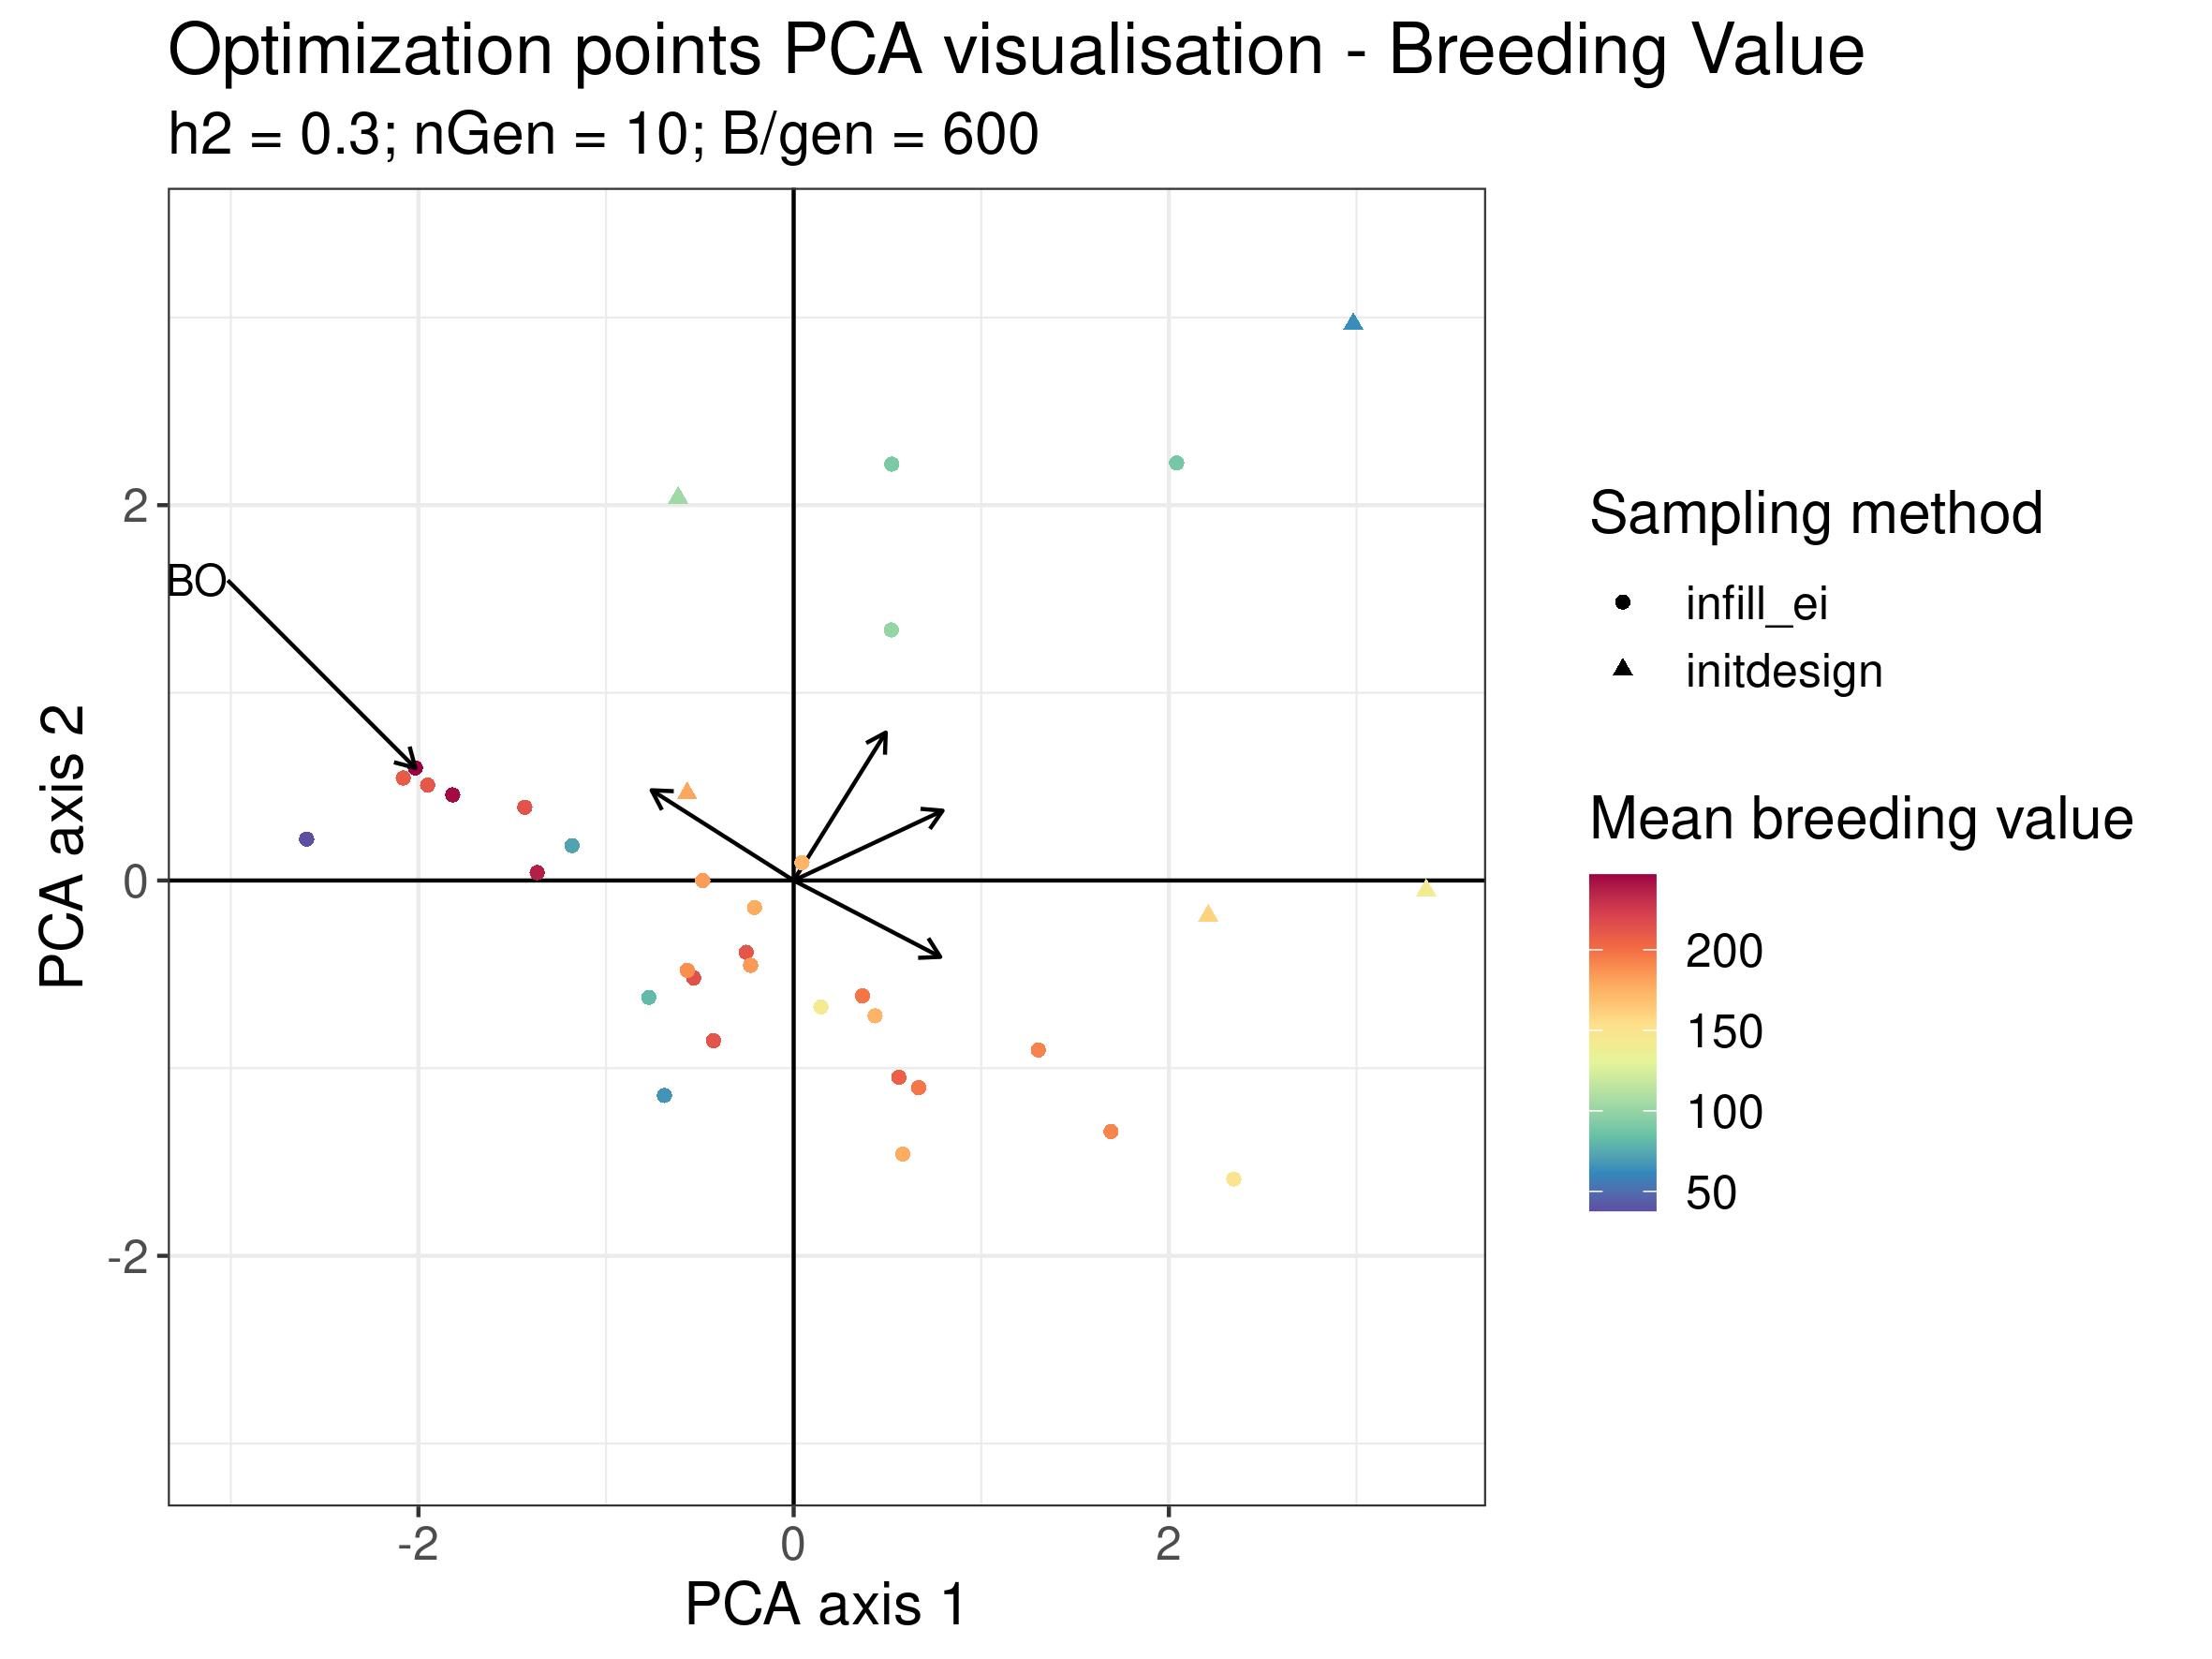 Optimization points PCA visualisation - Breeding Value
h2 = 0.3; nGen = 10; B/gen = 600
PCA axis 2
2
0
-2
BO
-2
0
2
PCA axis 1
Sampling method
infill_ei
initdesign
Mean breeding value
200
150
100
50